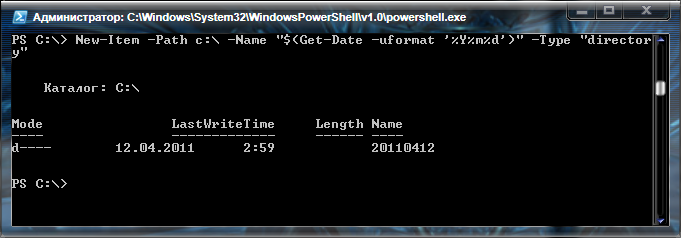 Администратор: C:\Windows\System32\WindowsPowerShell\v1.0\powershell.exe
PS C:\> New-Item -Path c:\ -Name "$(Get-Date -uformat '%Y%m%d')" -Type "director
y"
Каталог: C:\
Mode LastWriteTime Length Name
---- ------------- ------ ----
d---- 12.04.2011 2:59 20110412
PS C:\>